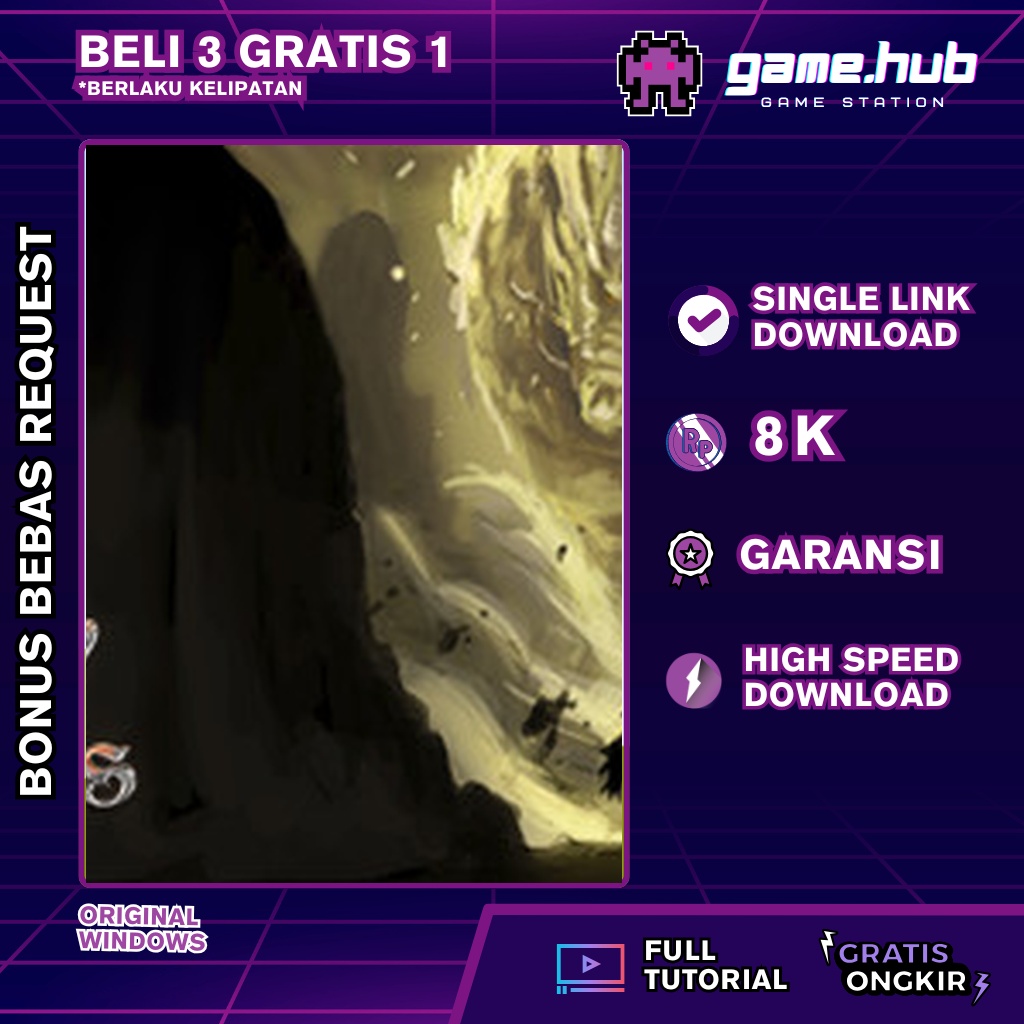 BELI 3 GRATIS 1
*BERLAKU KELIPATAN
game.hub
GAME STATION
BONUS BEBAS REQUEST
SINGLE LINK
DOWNLOAD
Rp
8K
GARANSI
HIGH SPEED
DOWNLOAD
S
ORIGINAL
WINDOWS
FULL
TUTORIAL
GRATIS
ONGKIR